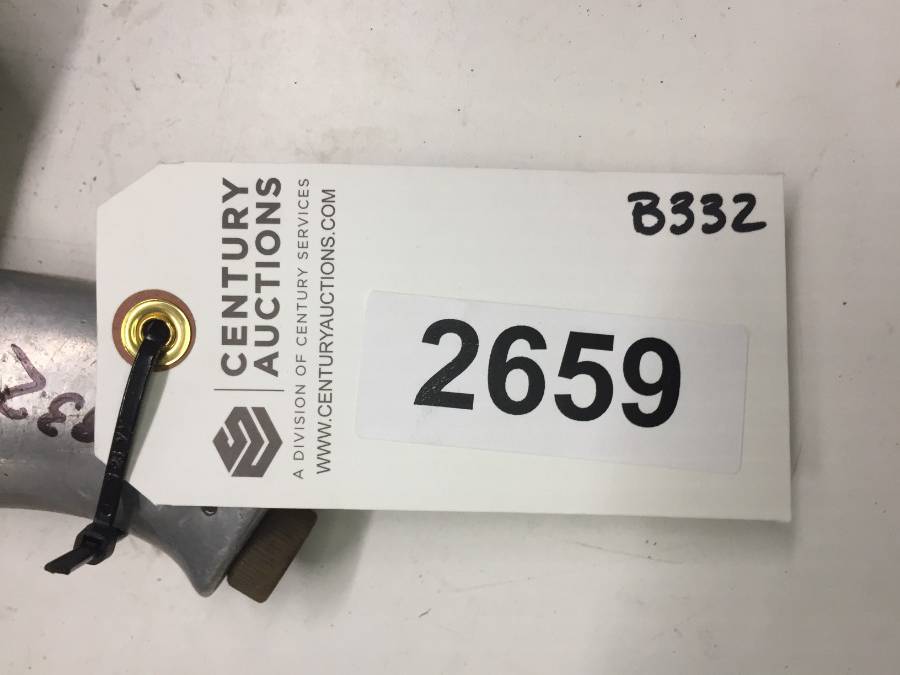 CENTURY
AUCTIONS
A DIVISION OF CENTURY SERVICES
WWW.CENTURYAUCTIONS.COM
B332
2659